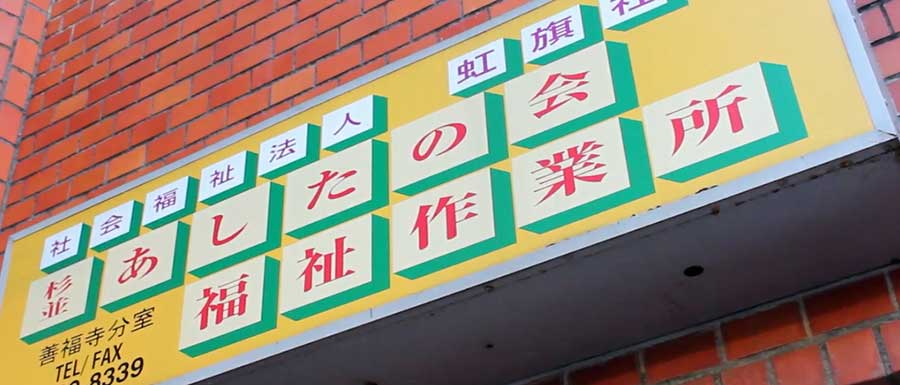 社会福祉法人 虹旗社
杉並あしたの会
福祉作業所
善福寺分室
TEL/FAX
8339